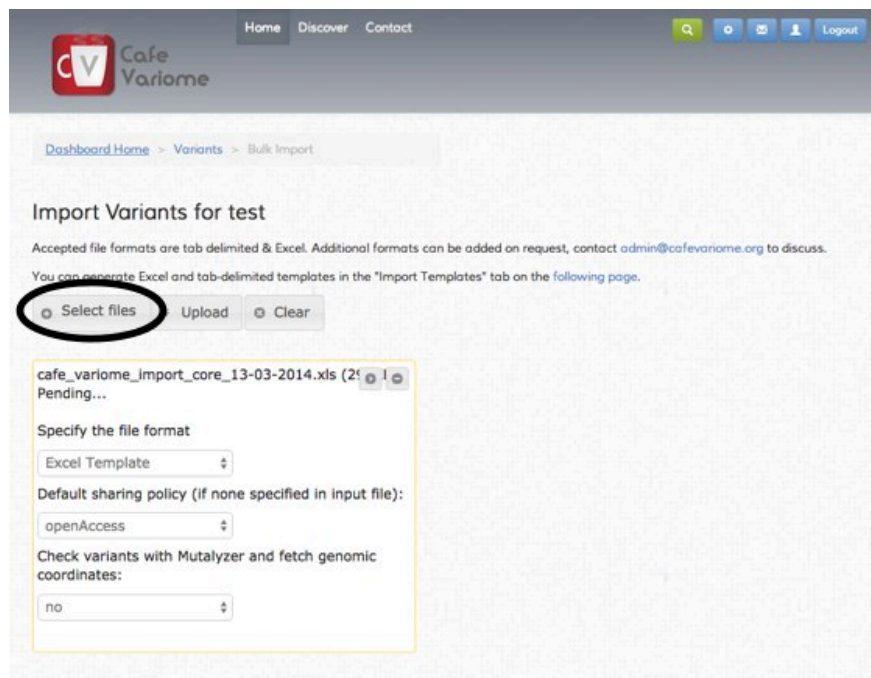 Home Discover Contact
Logout
CV Cafe
Variome
Dashboard Home > Variants > Bulk Import
Import Variants for test
Accepted file formats are tab delimited & Excel. Additional formats can be added on request, contact admin@cafevariome.org to discuss.
You can generate Excel and tab-delimited templates in the "Import Templates" tab on the following page.
Select files Upload Clear
cafe_variome_import_core_13-03-2014.xls
Pending...
Specify the file format
Excel Template
Default sharing policy (if none specified in input file):
openAccess
Check variants with Mutalyzer and fetch genomic
coordinates:
no